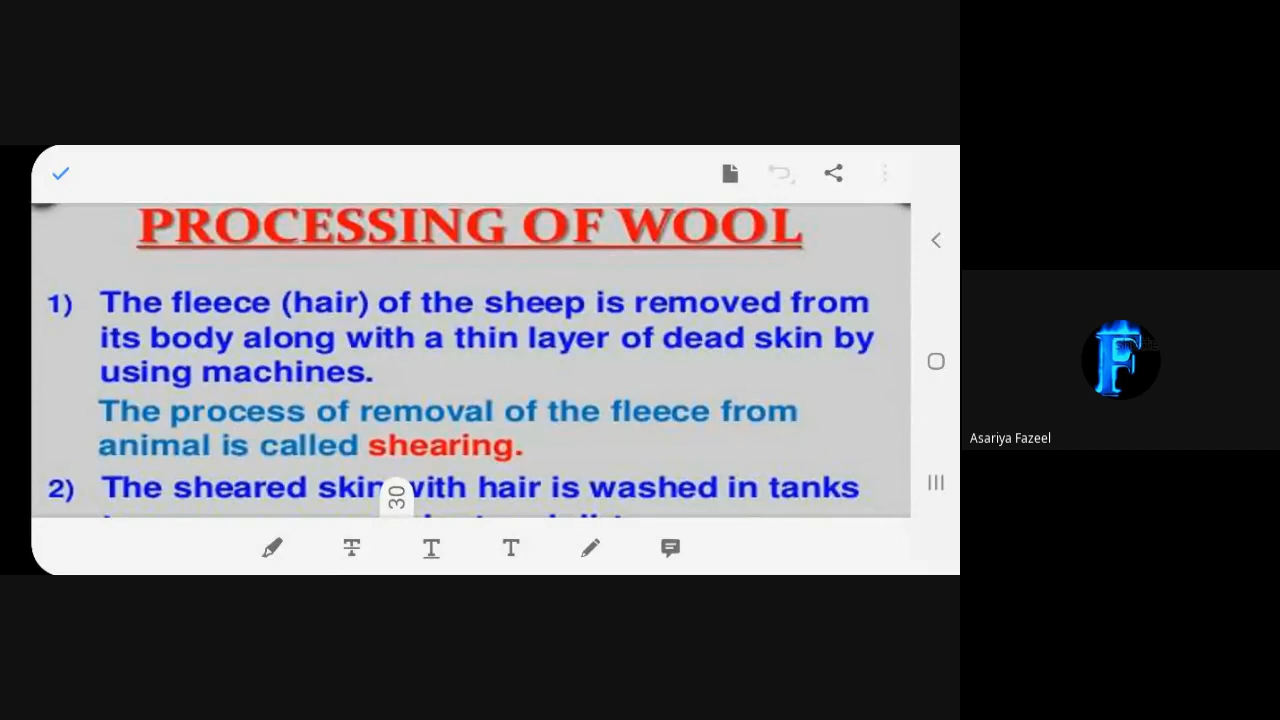 PROCESSING OF WOOL
1) The fleece (hair) of the sheep is removed from
its body along with a thin layer of dead skin by
using machines.
The process of removal of the fleece from
animal is called shearing.
2) The sheared skin with hair is washed in tanks
30
T T T
F
Asariya Fazeel